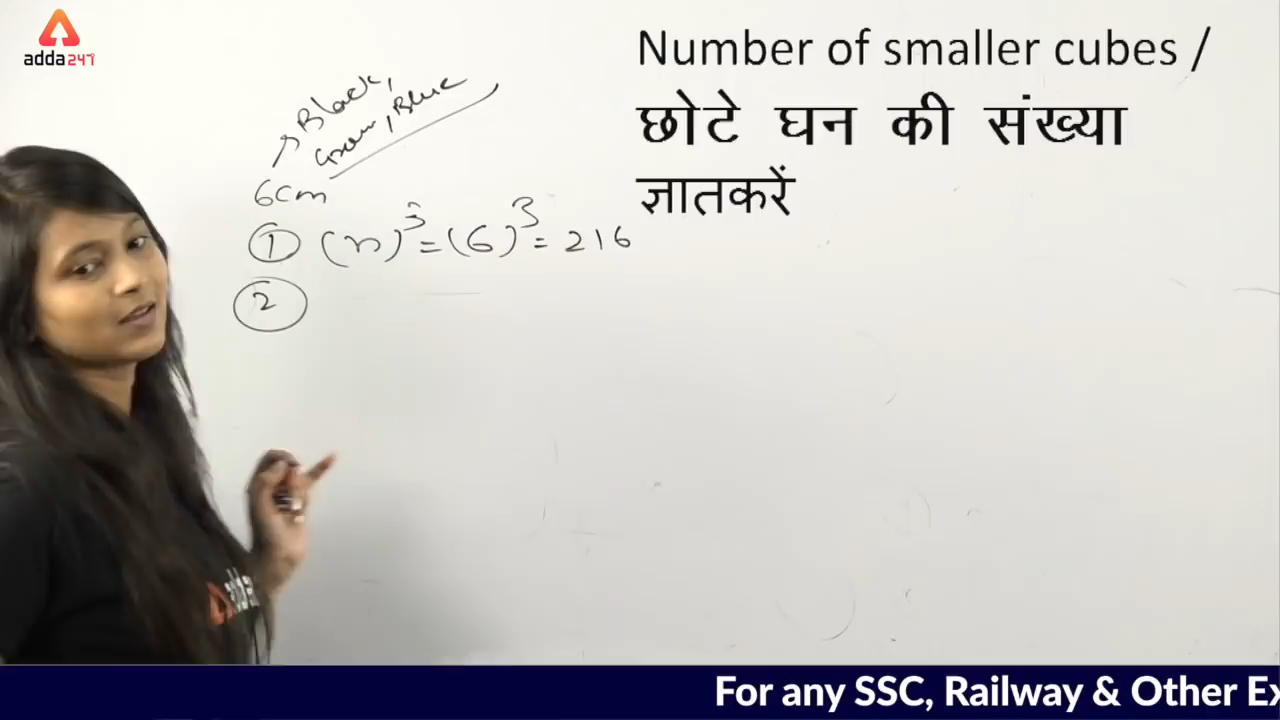 adda247
Number of smaller cubes /
छोटे घन की संख्या
ज्ञातकरें
Black,
Green, Blue
6cm
① (n)³ = (6)³ = 216
②
For any SSC, Railway & Other Ex